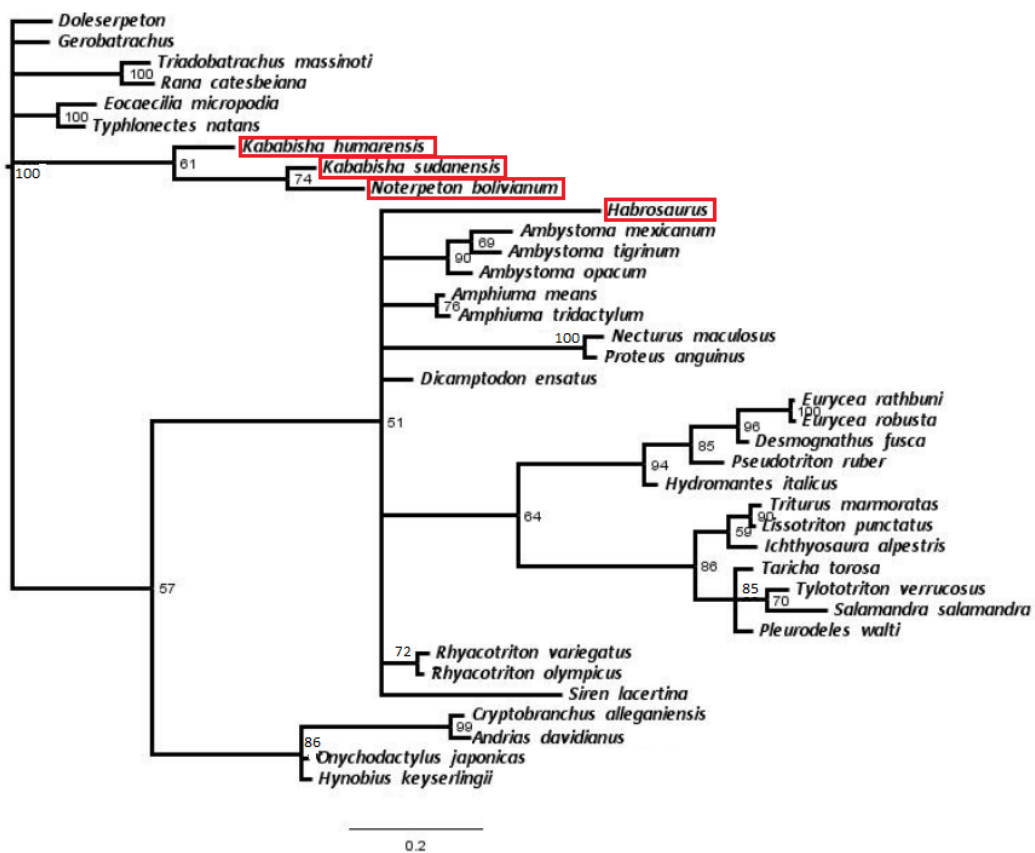 Doleserpeton
Gerobatrachus
Triadobatrachus massinoti
100
Rana catesbeiana
Eocaecilia micropodia
100
Typhlonectes natans
Kababisha humarensis
61
Kababisha sudanensis
100
74
Noterpeton bolivianum
Habrosaurus
Ambystoma mexicanum
69
Ambystoma tigrinum
90
Ambystoma opacum
Amphiuma means
76
Amphiuma tridactylum
100
Necturus maculosus
Proteus anguinus
Dicamptodon ensatus
Eurycea rathbuni
100
Eurycea robusta
51
96
Desmognathus fusca
85
Pseudotriton ruber
94
Hydromantes italicus
Triturus marmoratas
90
Lissotriton punctatus
64
59
Ichthyosaura alpestris
86
Taricha torosa
85
Tylototriton verrucosus
57
70
Salamandra salamandra
Pleurodeles walti
72
Rhyacotriton variegatus
Rhyacotriton olympicus
Siren lacertina
Cryptobranchus alleganiensis
99
Andrias davidianus
86
Onychodactylus japonicas
Hynobius keyserlingii
0.2